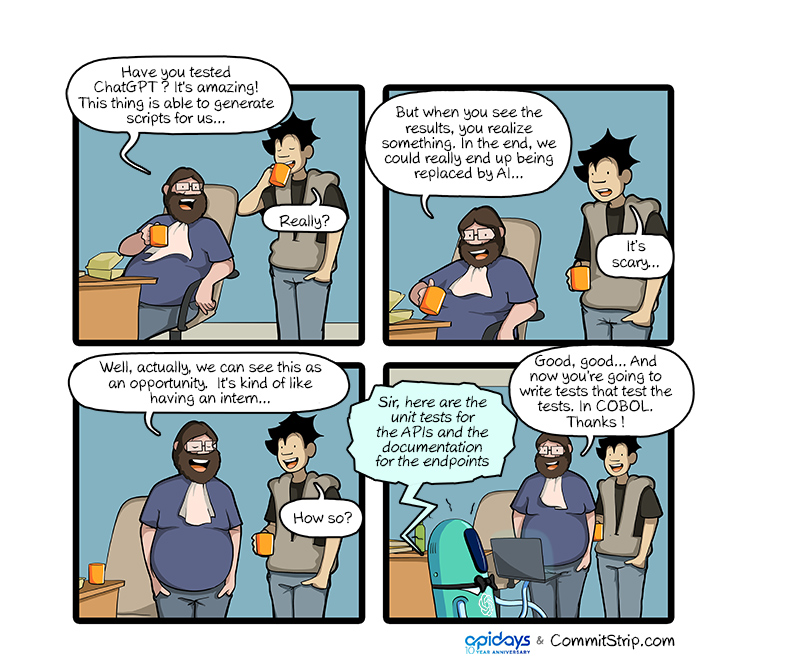 Have you tested
ChatGPT ? It's amazing!
This thing is able to generate
scripts for us...
Really?
But when you see the
results, you realize
something. In the end, we
could really end up being
replaced by AI...
It's
scary...
Well, actually, we can see this as
an opportunity. It's kind of like
having an intern...
How so?
Sir, here are the
unit tests for
the APIs and the
documentation
for the endpoints
Good, good... And
now you're going to
write tests that test the
tests. In COBOL.
Thanks !
apidays
10 YEAR ANNIVERSARY
& CommitStrip.com